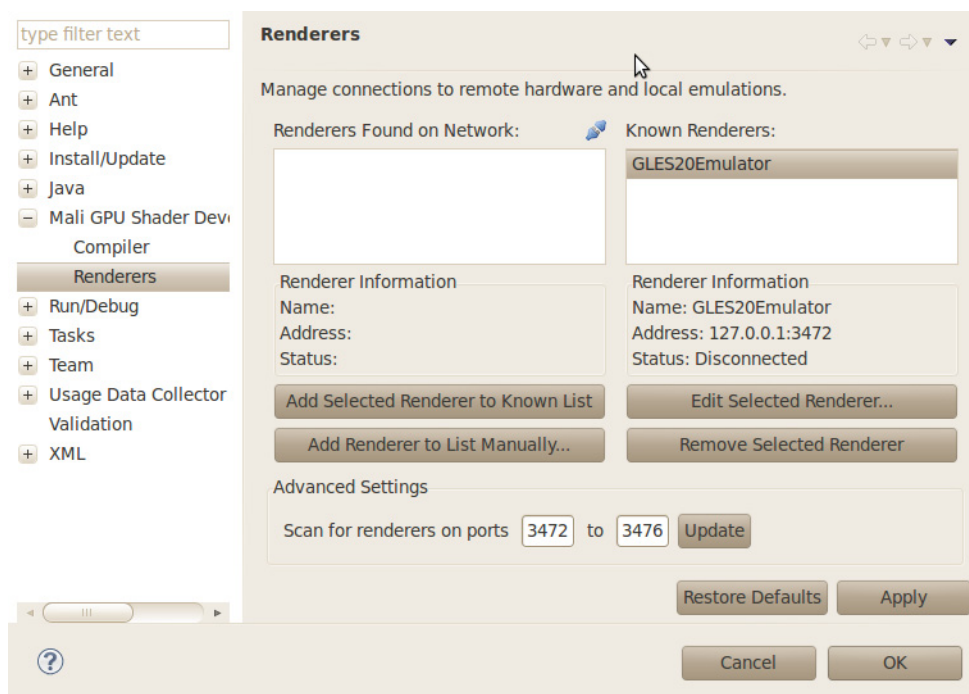 type filter text
General
Ant
Help
Install/Update
Java
Mali GPU Shader Deve
Compiler
Renderers
Run/Debug
Tasks
Team
Usage Data Collector
Validation
XML
Renderers
Manage connections to remote hardware and local emulations.
Renderers Found on Network:
Renderer Information
Name:
Address:
Status:
Add Selected Renderer to Known List
Add Renderer to List Manually...
Known Renderers:
GLES20Emulator
Renderer Information
Name: GLES20Emulator
Address: 127.0.0.1:3472
Status: Disconnected
Edit Selected Renderer...
Remove Selected Renderer
Advanced Settings
Scan for renderers on ports 3472 to 3476 Update
Restore Defaults Apply
? Cancel OK